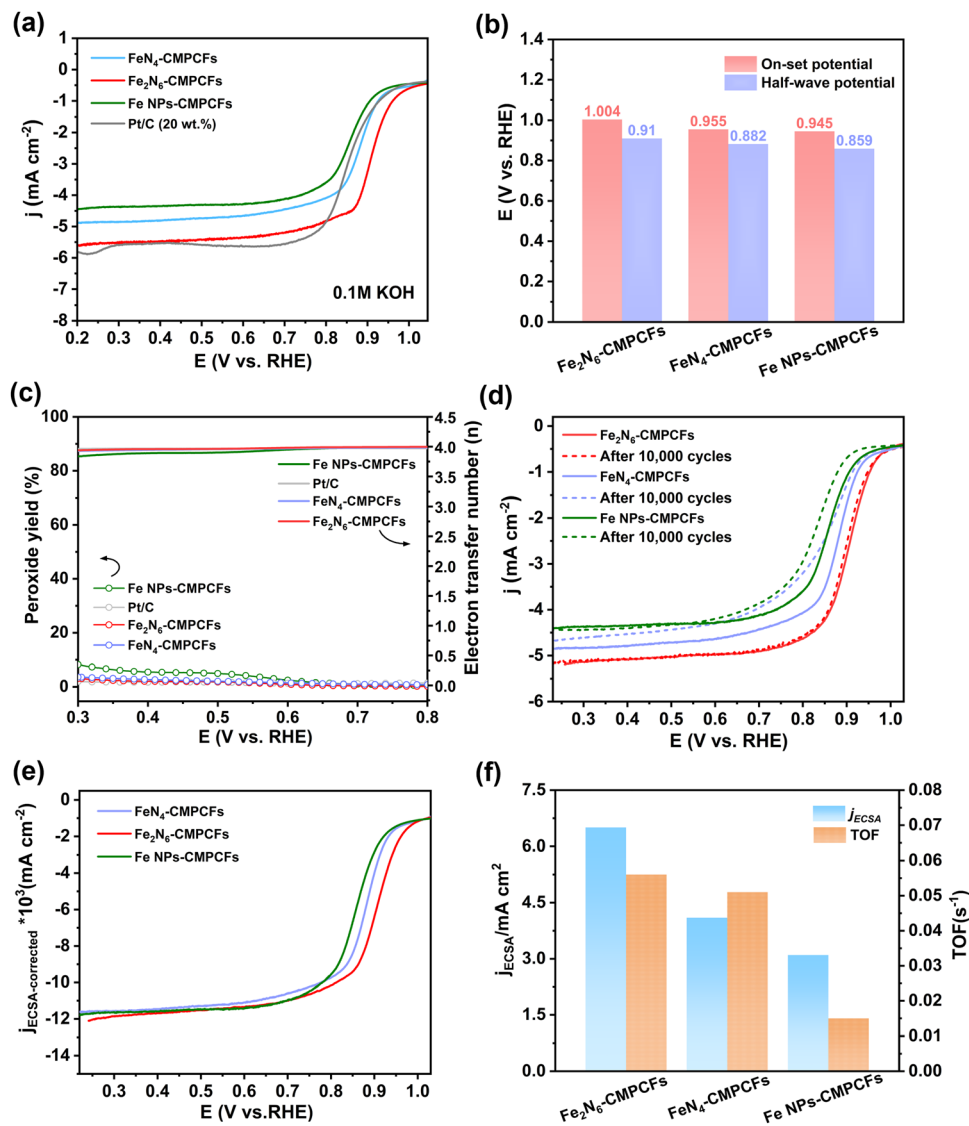 (a)
FeN₄-CMPCFs
Fe₂N₆-CMPCFs
Fe NPs-CMPCFs
Pt/C (20 wt.%)
0.1M KOH
j (mA cm⁻²)
1
0
-1
-2
-3
-4
-5
-6
-7
-8
0.2 0.3 0.4 0.5 0.6 0.7 0.8 0.9 1.0
E (V vs. RHE)
(b)
On-set potential
Half-wave potential
E (V vs. RHE)
1.4
1.2
1.0
0.8
0.6
0.4
0.2
0.0
1.004 0.91 0.955 0.882 0.945 0.859
Fe₂N₆-CMPCFs FeN₄-CMPCFs Fe NPs-CMPCFs
(c)
Peroxide yield (%)
100
80
60
40
20
0
Fe NPs-CMPCFs
Pt/C
FeN₄-CMPCFs
Fe₂N₆-CMPCFs
Fe NPs-CMPCFs
Pt/C
Fe₂N₆-CMPCFs
FeN₄-CMPCFs
4.5
4.0
3.5
3.0
2.5
2.0
1.5
1.0
0.5
0.0
Electron transfer number (n)
0.3 0.4 0.5 0.6 0.7 0.8
E (V vs. RHE)
(d)
Fe₂N₆-CMPCFs
After 10,000 cycles
FeN₄-CMPCFs
After 10,000 cycles
Fe NPs-CMPCFs
After 10,000 cycles
j (mA cm⁻²)
0
-1
-2
-3
-4
-5
-6
0.3 0.4 0.5 0.6 0.7 0.8 0.9 1.0
E (V vs. RHE)
(e)
FeN₄-CMPCFs
Fe₂N₆-CMPCFs
Fe NPs-CMPCFs
j_ECSA-corrected *10³(mA cm⁻²)
0
-2
-4
-6
-8
-10
-12
-14
0.3 0.4 0.5 0.6 0.7 0.8 0.9 1.0
E (V vs.RHE)
(f)
j_ECSA
TOF
j_ECSA/mA cm²
7.5
6.0
4.5
3.0
1.5
0.0
0.08
0.07
0.06
0.05
0.04
0.03
0.02
0.01
0.00
TOF(s⁻¹)
Fe₂N₆-CMPCFs FeN₄-CMPCFs Fe NPs-CMPCFs